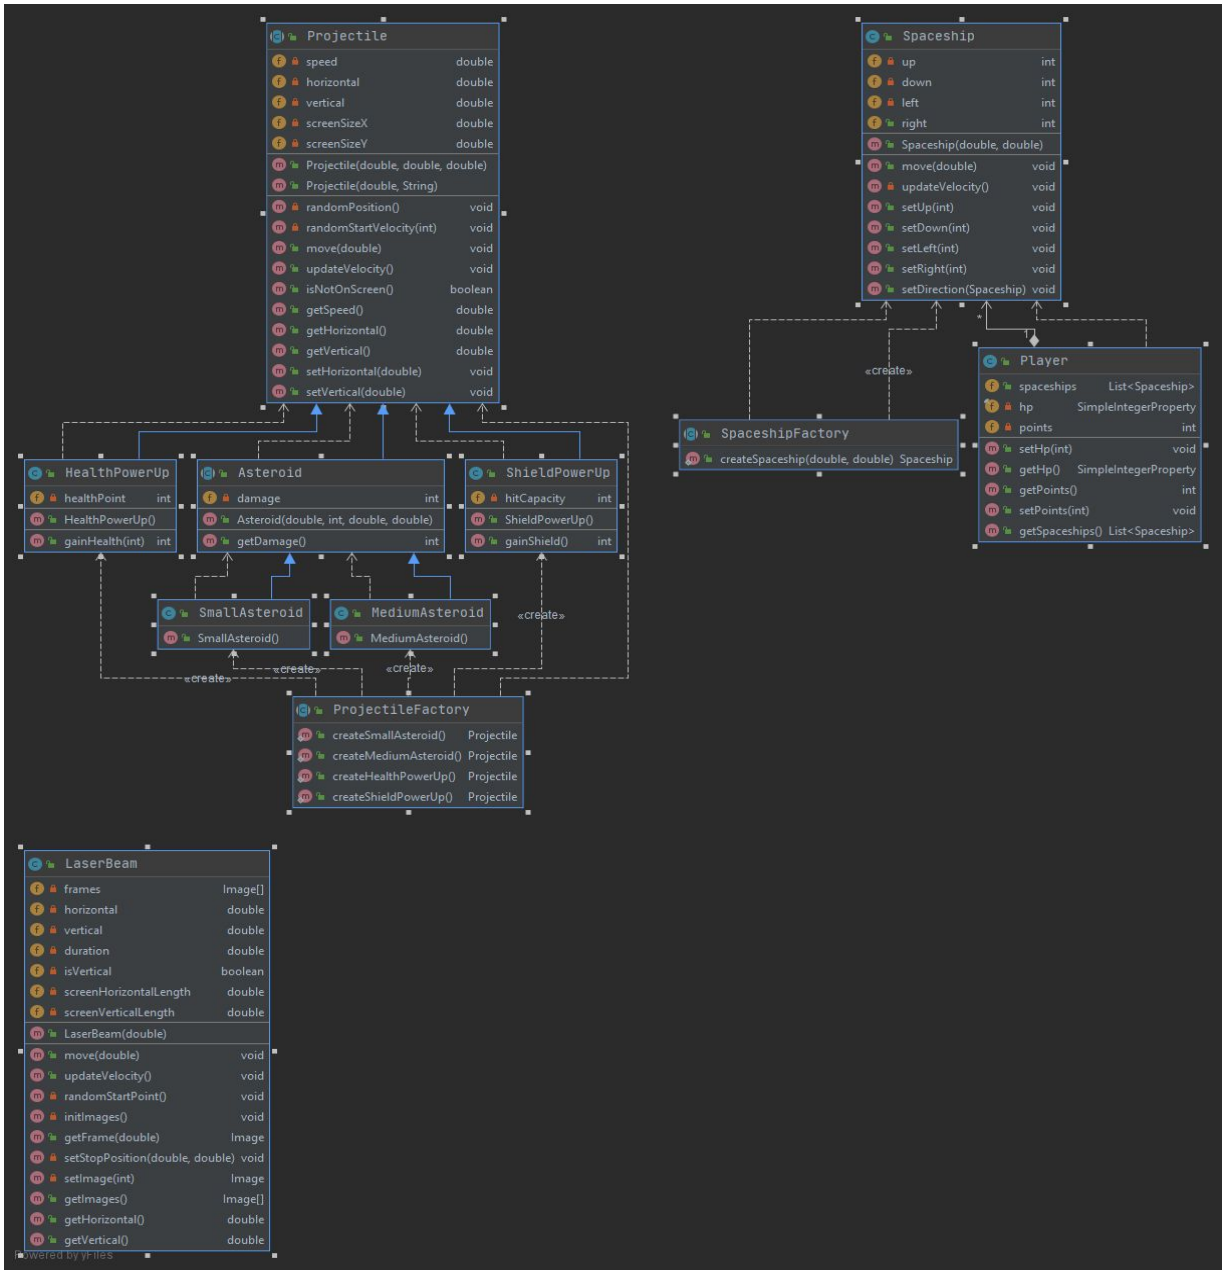 Projectile
speed double
horizontal double
vertical double
screenSizeX double
screenSizeY double
Projectile(double, double, double)
Projectile(double, String)
randomPosition() void
randomStartVelocity(int) void
move(double) void
updateVelocity() void
isNotOnScreen() boolean
getSpeed() double
getHorizontal() double
getVertical() double
setHorizontal(double) void
setVertical(double) void
Spaceship
up int
down int
left int
right int
Spaceship(double, double)
move(double) void
updateVelocity() void
setUp(int) void
setDown(int) void
setLeft(int) void
setRight(int) void
setDirection(Spaceship) void
*
1
«create»
Player
spaceships List<Spaceship>
hp SimpleIntegerProperty
points int
setHp(int) void
getHp() SimpleIntegerProperty
getPoints() int
setPoints(int) void
getSpaceships() List<Spaceship>
SpaceshipFactory
createSpaceship(double, double) Spaceship
HealthPowerUp
healthPoint int
HealthPowerUp()
gainHealth(int) int
Asteroid
damage int
Asteroid(double, int, double, double)
getDamage() int
ShieldPowerUp
hitCapacity int
ShieldPowerUp()
gainShield() int
SmallAsteroid
SmallAsteroid()
MediumAsteroid
MediumAsteroid()
«create»
«create»
«create»
«create»
ProjectileFactory
createSmallAsteroid() Projectile
createMediumAsteroid() Projectile
createHealthPowerUp() Projectile
createShieldPowerUp() Projectile
LaserBeam
frames Image[]
horizontal double
vertical double
duration double
isVertical boolean
screenHorizontalLength double
screenVerticalLength double
LaserBeam(double)
move(double) void
updateVelocity() void
randomStartPoint() void
initImages() void
getFrame(double) Image
setStopPosition(double, double) void
setImage(int) Image
getImages() Image[]
getHorizontal() double
getVertical() double
Powered by yFiles